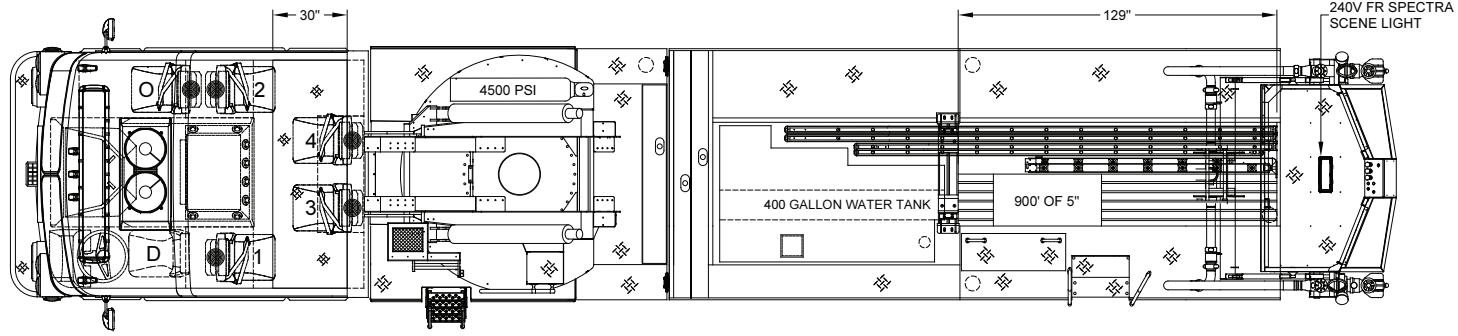 30"
129"
240V FR SPECTRA
SCENE LIGHT
O
2
4500 PSI
4
3
400 GALLON WATER TANK
900' OF 5"
D
1